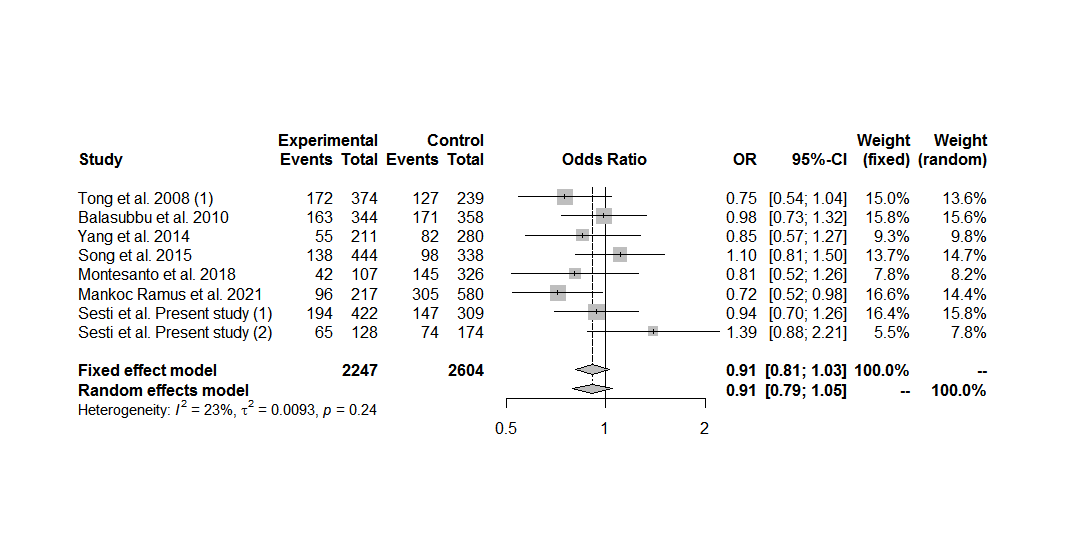 Experimental Control Weight Weight
Study Events Total Events Total Odds Ratio OR 95%-CI (fixed) (random)
Tong et al. 2008 (1) 172 374 127 239 0.75 [0.54; 1.04] 15.0% 13.6%
Balasubbu et al. 2010 163 344 171 358 0.98 [0.73; 1.32] 15.8% 15.6%
Yang et al. 2014 55 211 82 280 0.85 [0.57; 1.27] 9.3% 9.8%
Song et al. 2015 138 444 98 338 1.10 [0.81; 1.50] 13.7% 14.7%
Montesanto et al. 2018 42 107 145 326 0.81 [0.52; 1.26] 7.8% 8.2%
Mankoc Ramus et al. 2021 96 217 305 580 0.72 [0.52; 0.98] 16.6% 14.4%
Sesti et al. Present study (1) 194 422 147 309 0.94 [0.70; 1.26] 16.4% 15.8%
Sesti et al. Present study (2) 65 128 74 174 1.39 [0.88; 2.21] 5.5% 7.8%
Fixed effect model 2247 2604 0.91 [0.81; 1.03] 100.0% --
Random effects model 0.91 [0.79; 1.05] -- 100.0%
Heterogeneity: I² = 23%, τ² = 0.0093, p = 0.24
0.5 1 2